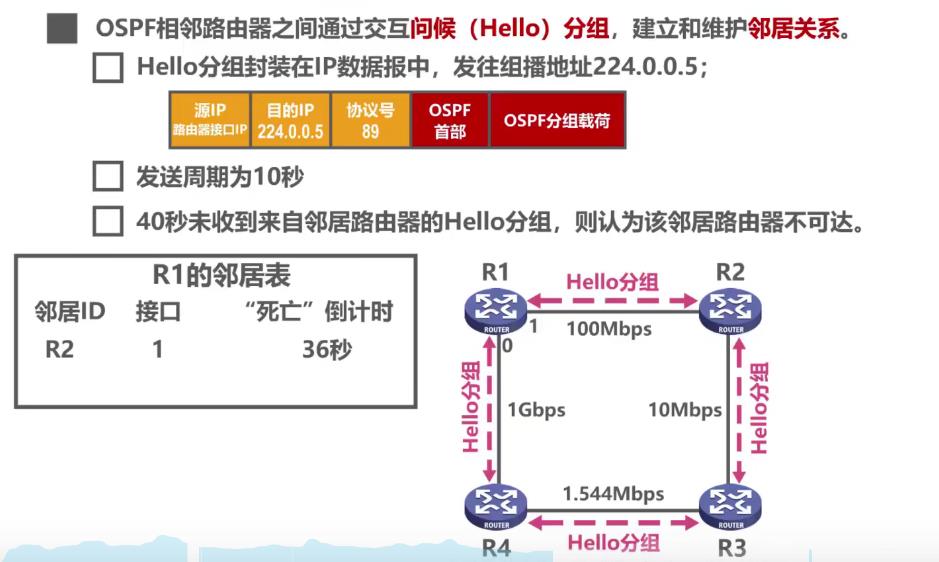 OSPF相邻路由器之间通过交互问候（Hello）分组，建立和维护邻居关系。
Hello分组封装在IP数据报中，发往组播地址224.0.0.5；
源IP
路由器接口IP
目的IP
224.0.0.5
协议号
89
OSPF
首部
OSPF分组载荷
发送周期为10秒
40秒未收到来自邻居路由器的Hello分组，则认为该邻居路由器不可达。
R1的邻居表
邻居ID 接口 “死亡”倒计时
R2 1 36秒
R1
Hello分组
R2
ROUTER
1
100Mbps
ROUTER
0
Hello分组
1Gbps
10Mbps
Hello分组
1.544Mbps
ROUTER
ROUTER
R4
Hello分组
R3